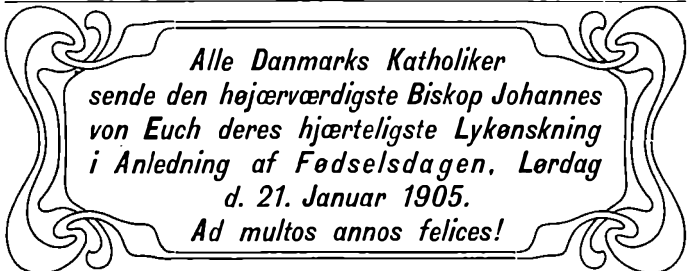 Alle Danmarks Katholiker
sende den højærværdigste Biskop Johannes
von Euch deres hjærteligste Lykønskning
i Anledning af Fødselsdagen, Lørdag
d. 21. Januar 1905.
Ad multos annos felices!